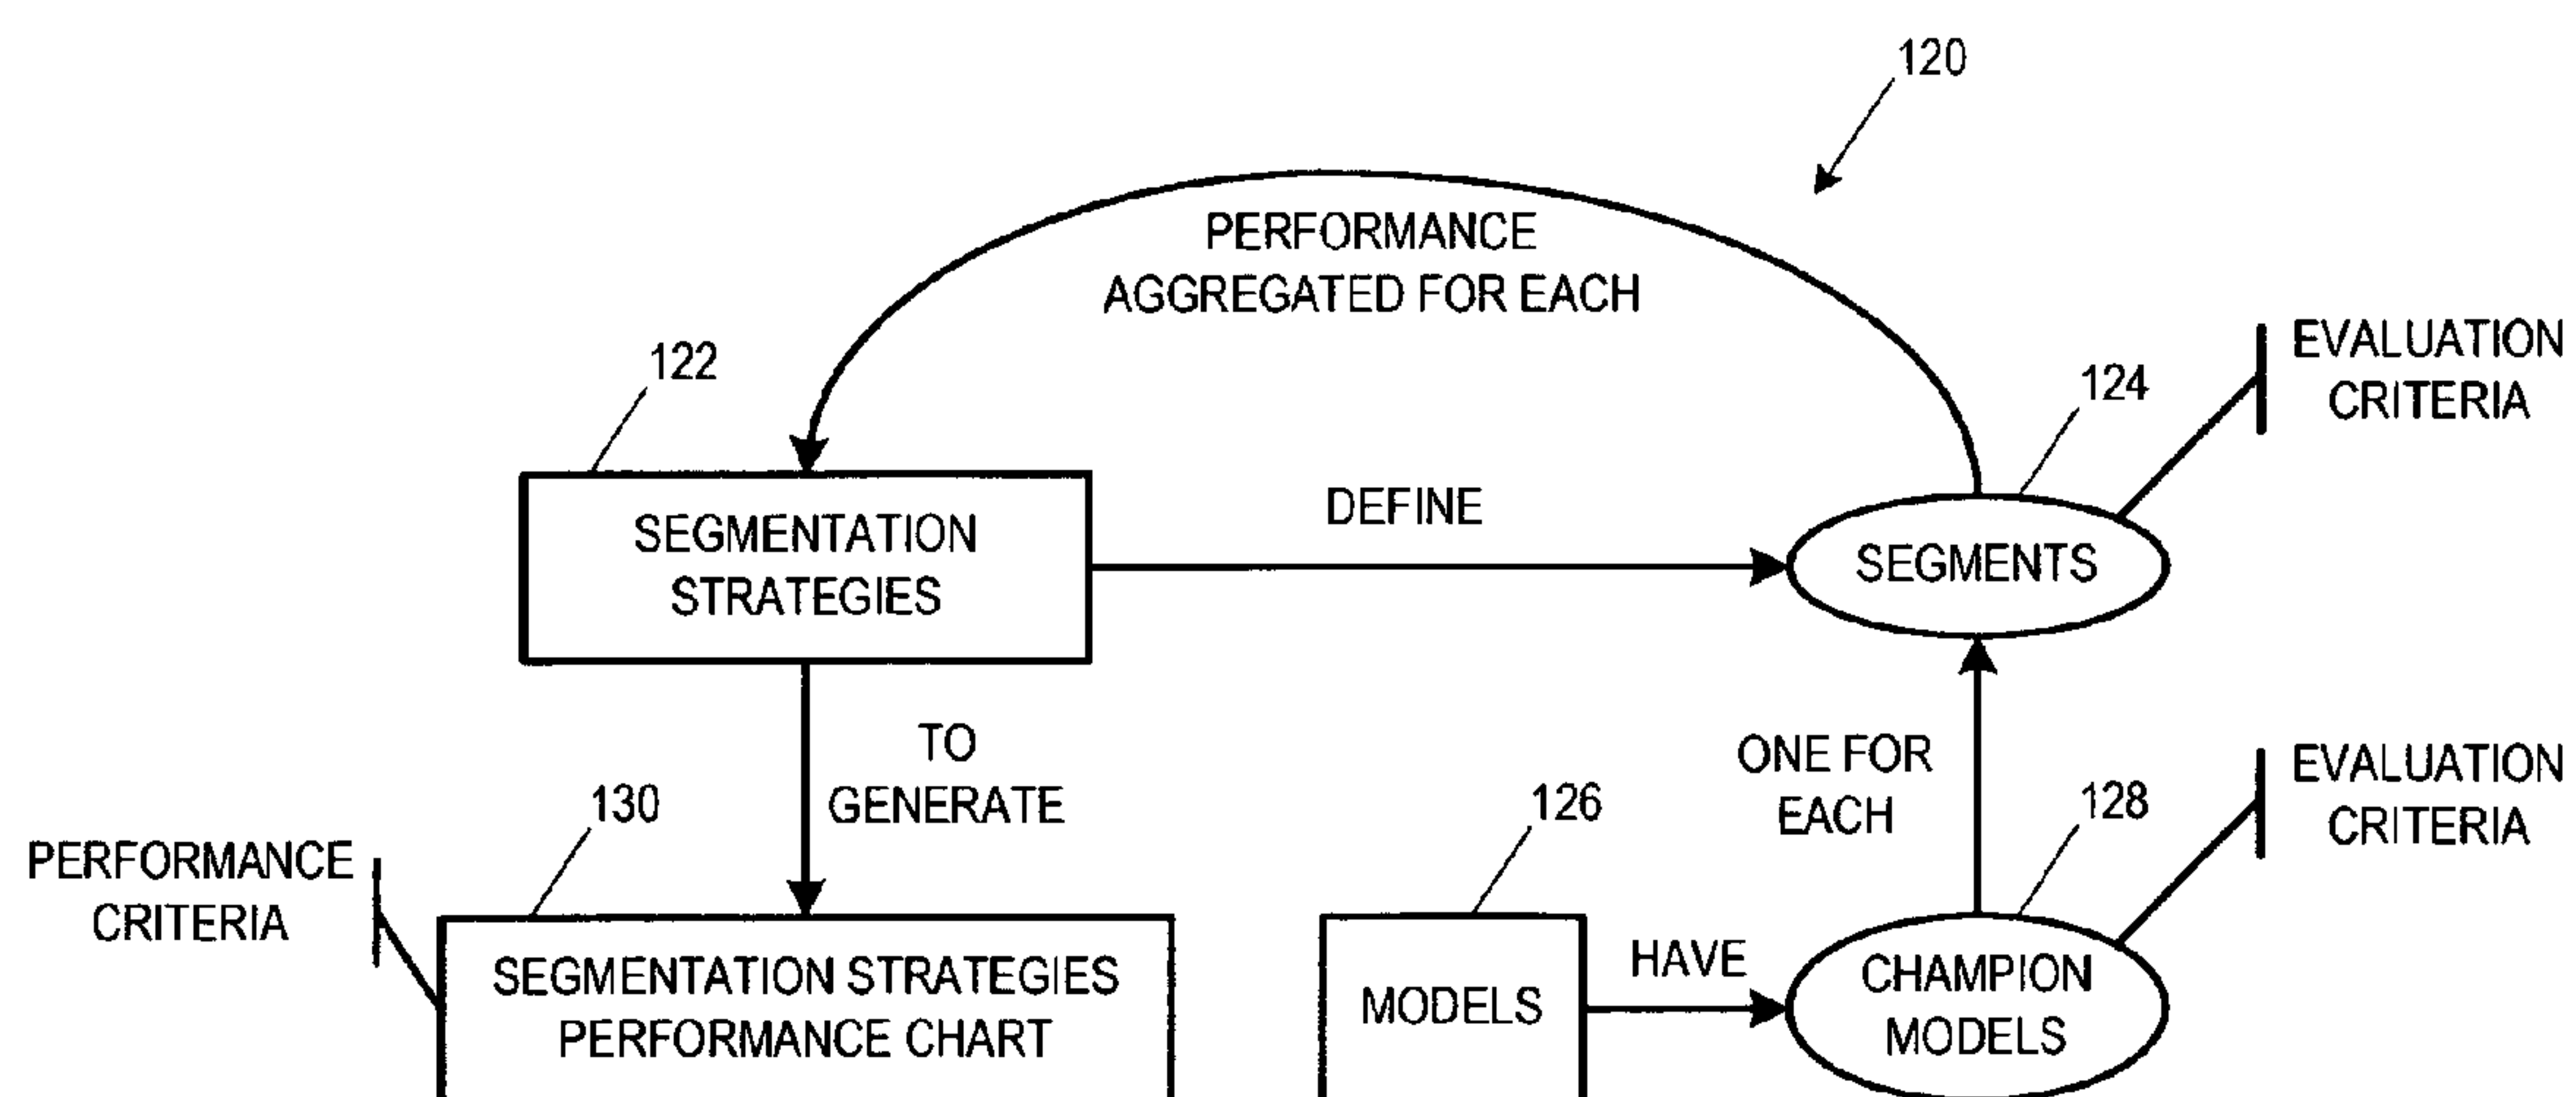 120
PERFORMANCE
AGGREGATED FOR EACH
122
124
EVALUATION
CRITERIA
SEGMENTATION
STRATEGIES
DEFINE
SEGMENTS
TO
GENERATE
ONE FOR
EACH
EVALUATION
CRITERIA
130
126
128
PERFORMANCE
CRITERIA
SEGMENTATION STRATEGIES
PERFORMANCE CHART
MODELS
HAVE
CHAMPION
MODELS